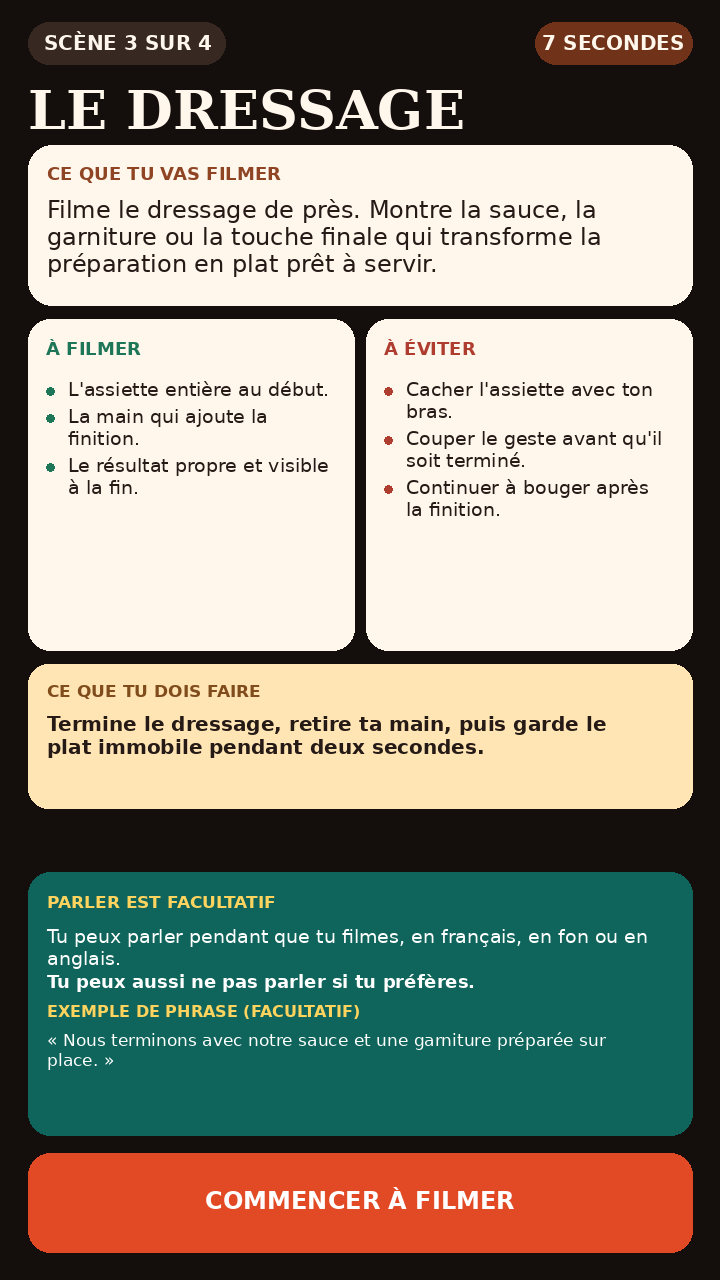 SCÈNE 3 SUR 4
7 SECONDES
LE DRESSAGE
CE QUE TU VAS FILMER
Filme le dressage de près. Montre la sauce, la
garniture ou la touche finale qui transforme la
préparation en plat prêt à servir.
À FILMER
L'assiette entière au début.
La main qui ajoute la
finition.
Le résultat propre et visible
à la fin.
À ÉVITER
Cacher l'assiette avec ton
bras.
Couper le geste avant qu'il
soit terminé.
Continuer à bouger après
la finition.
CE QUE TU DOIS FAIRE
Termine le dressage, retire ta main, puis garde le
plat immobile pendant deux secondes.
PARLER EST FACULTATIF
Tu peux parler pendant que tu filmes, en français, en fon ou en
anglais.
Tu peux aussi ne pas parler si tu préfères.
EXEMPLE DE PHRASE (FACULTATIF)
« Nous terminons avec notre sauce et une garniture préparée sur
place. »
COMMENCER À FILMER